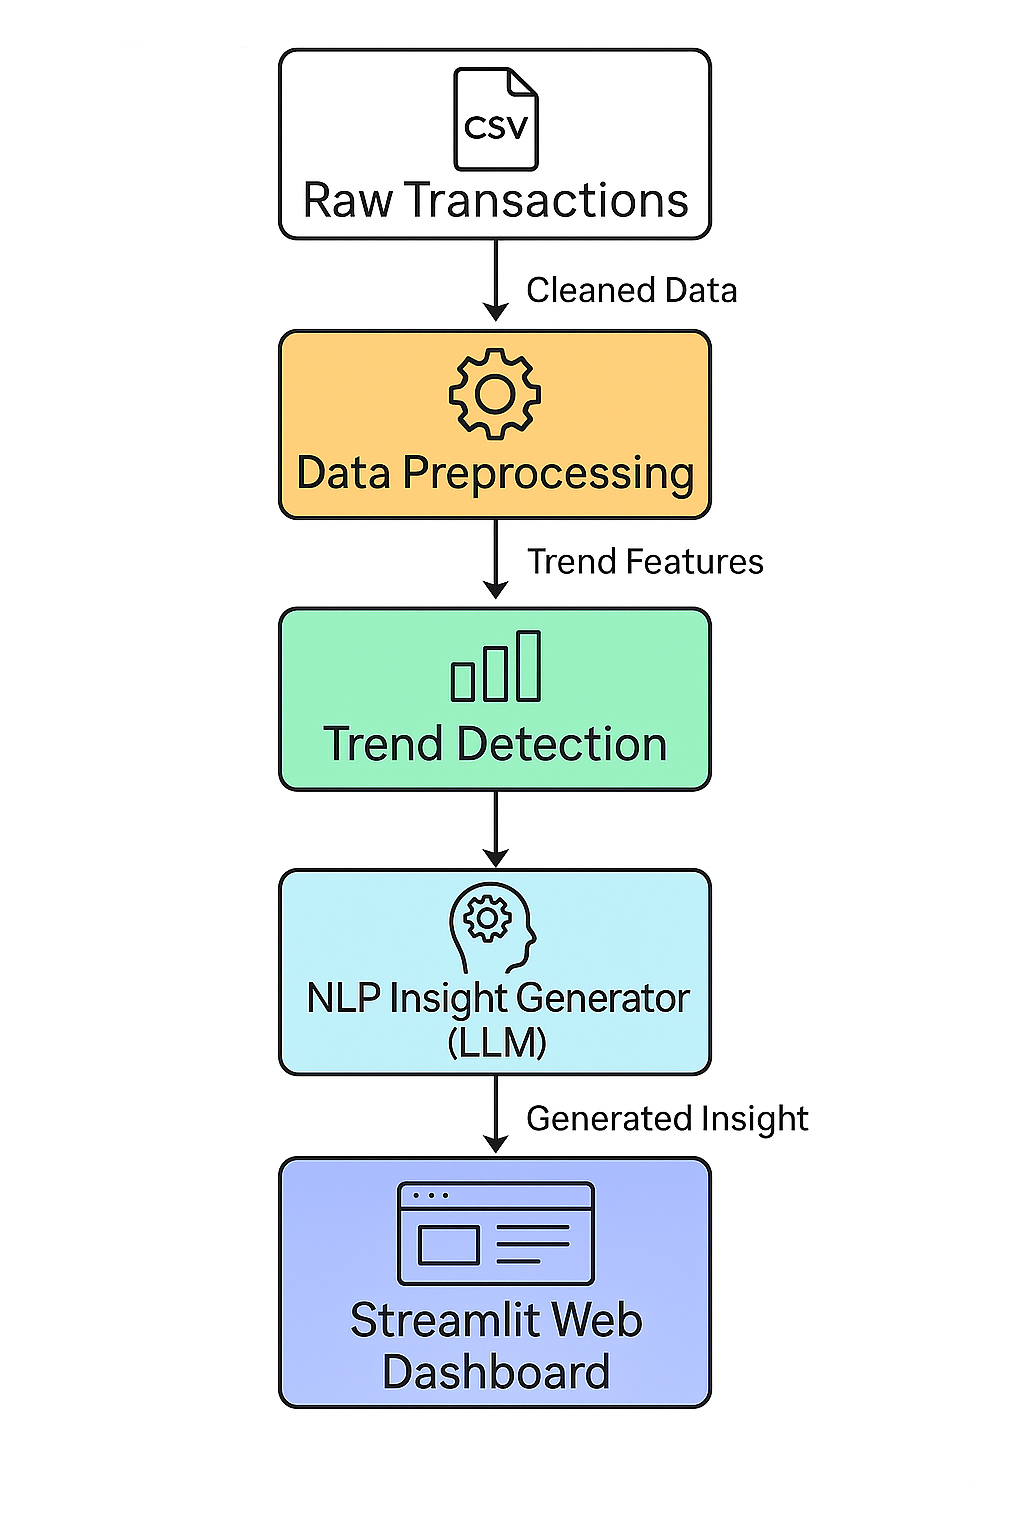 CSV
Raw Transactions
Cleaned Data
Data Preprocessing
Trend Features
Trend Detection
NLP Insight Generator
(LLM)
Generated Insight
Streamlit Web
Dashboard